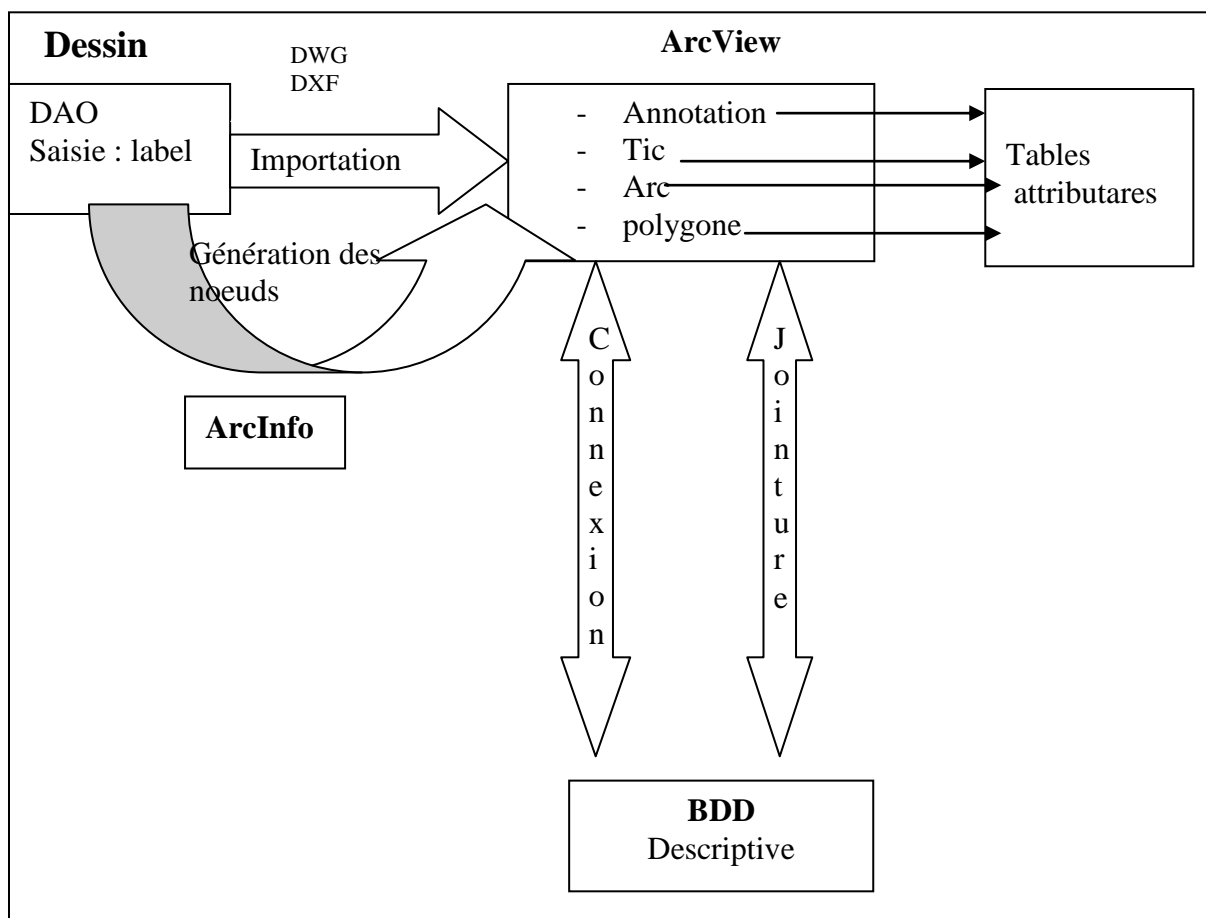 Dessin
DWG
DXF
ArcView
DAO
Saisie : label
Importation
- Annotation
- Tic
- Arc
- polygone
Tables
attributares
Génération des
noeuds
ArcInfo
Connexion
Jointure
BDD
Descriptive